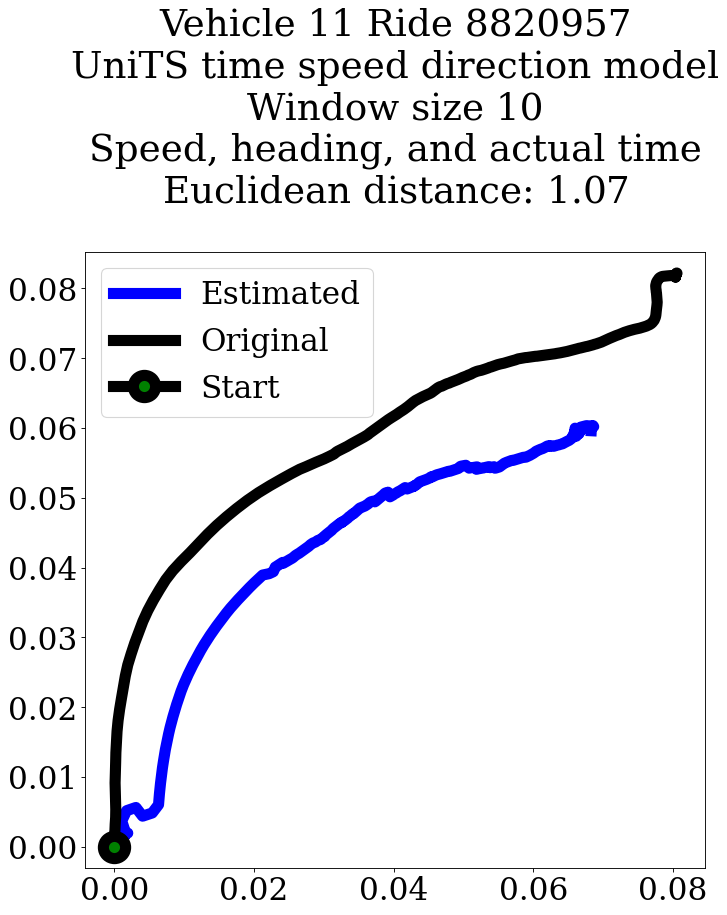 Vehicle 11 Ride 8820957
UniTS time speed direction model
Window size 10
Speed, heading, and actual time
Euclidean distance: 1.07
Estimated
Original
Start
0.08
0.07
0.06
0.05
0.04
0.03
0.02
0.01
0.00
0.00 0.02 0.04 0.06 0.08